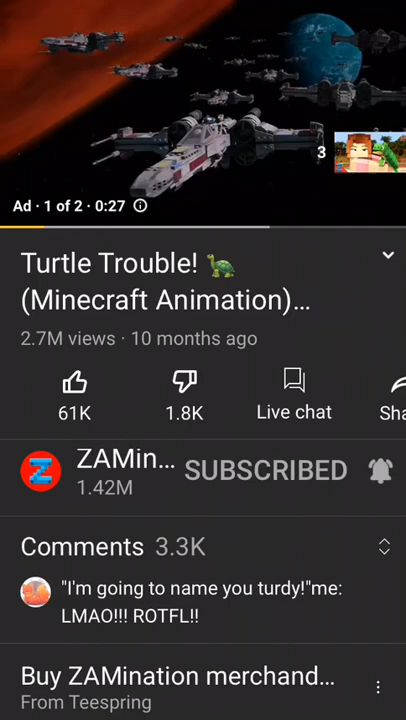 3
Ad · 1 of 2 · 0:27
Turtle Trouble! 🐢
(Minecraft Animation)...
2.7M views · 10 months ago
61K
1.8K
Live chat
Sha
ZAMin...
SUBSCRIBED
1.42M
Comments 3.3K
"I'm going to name you turdy!"me:
LMAO!!! ROTFL!!
Buy ZAMination merchand...
From Teespring